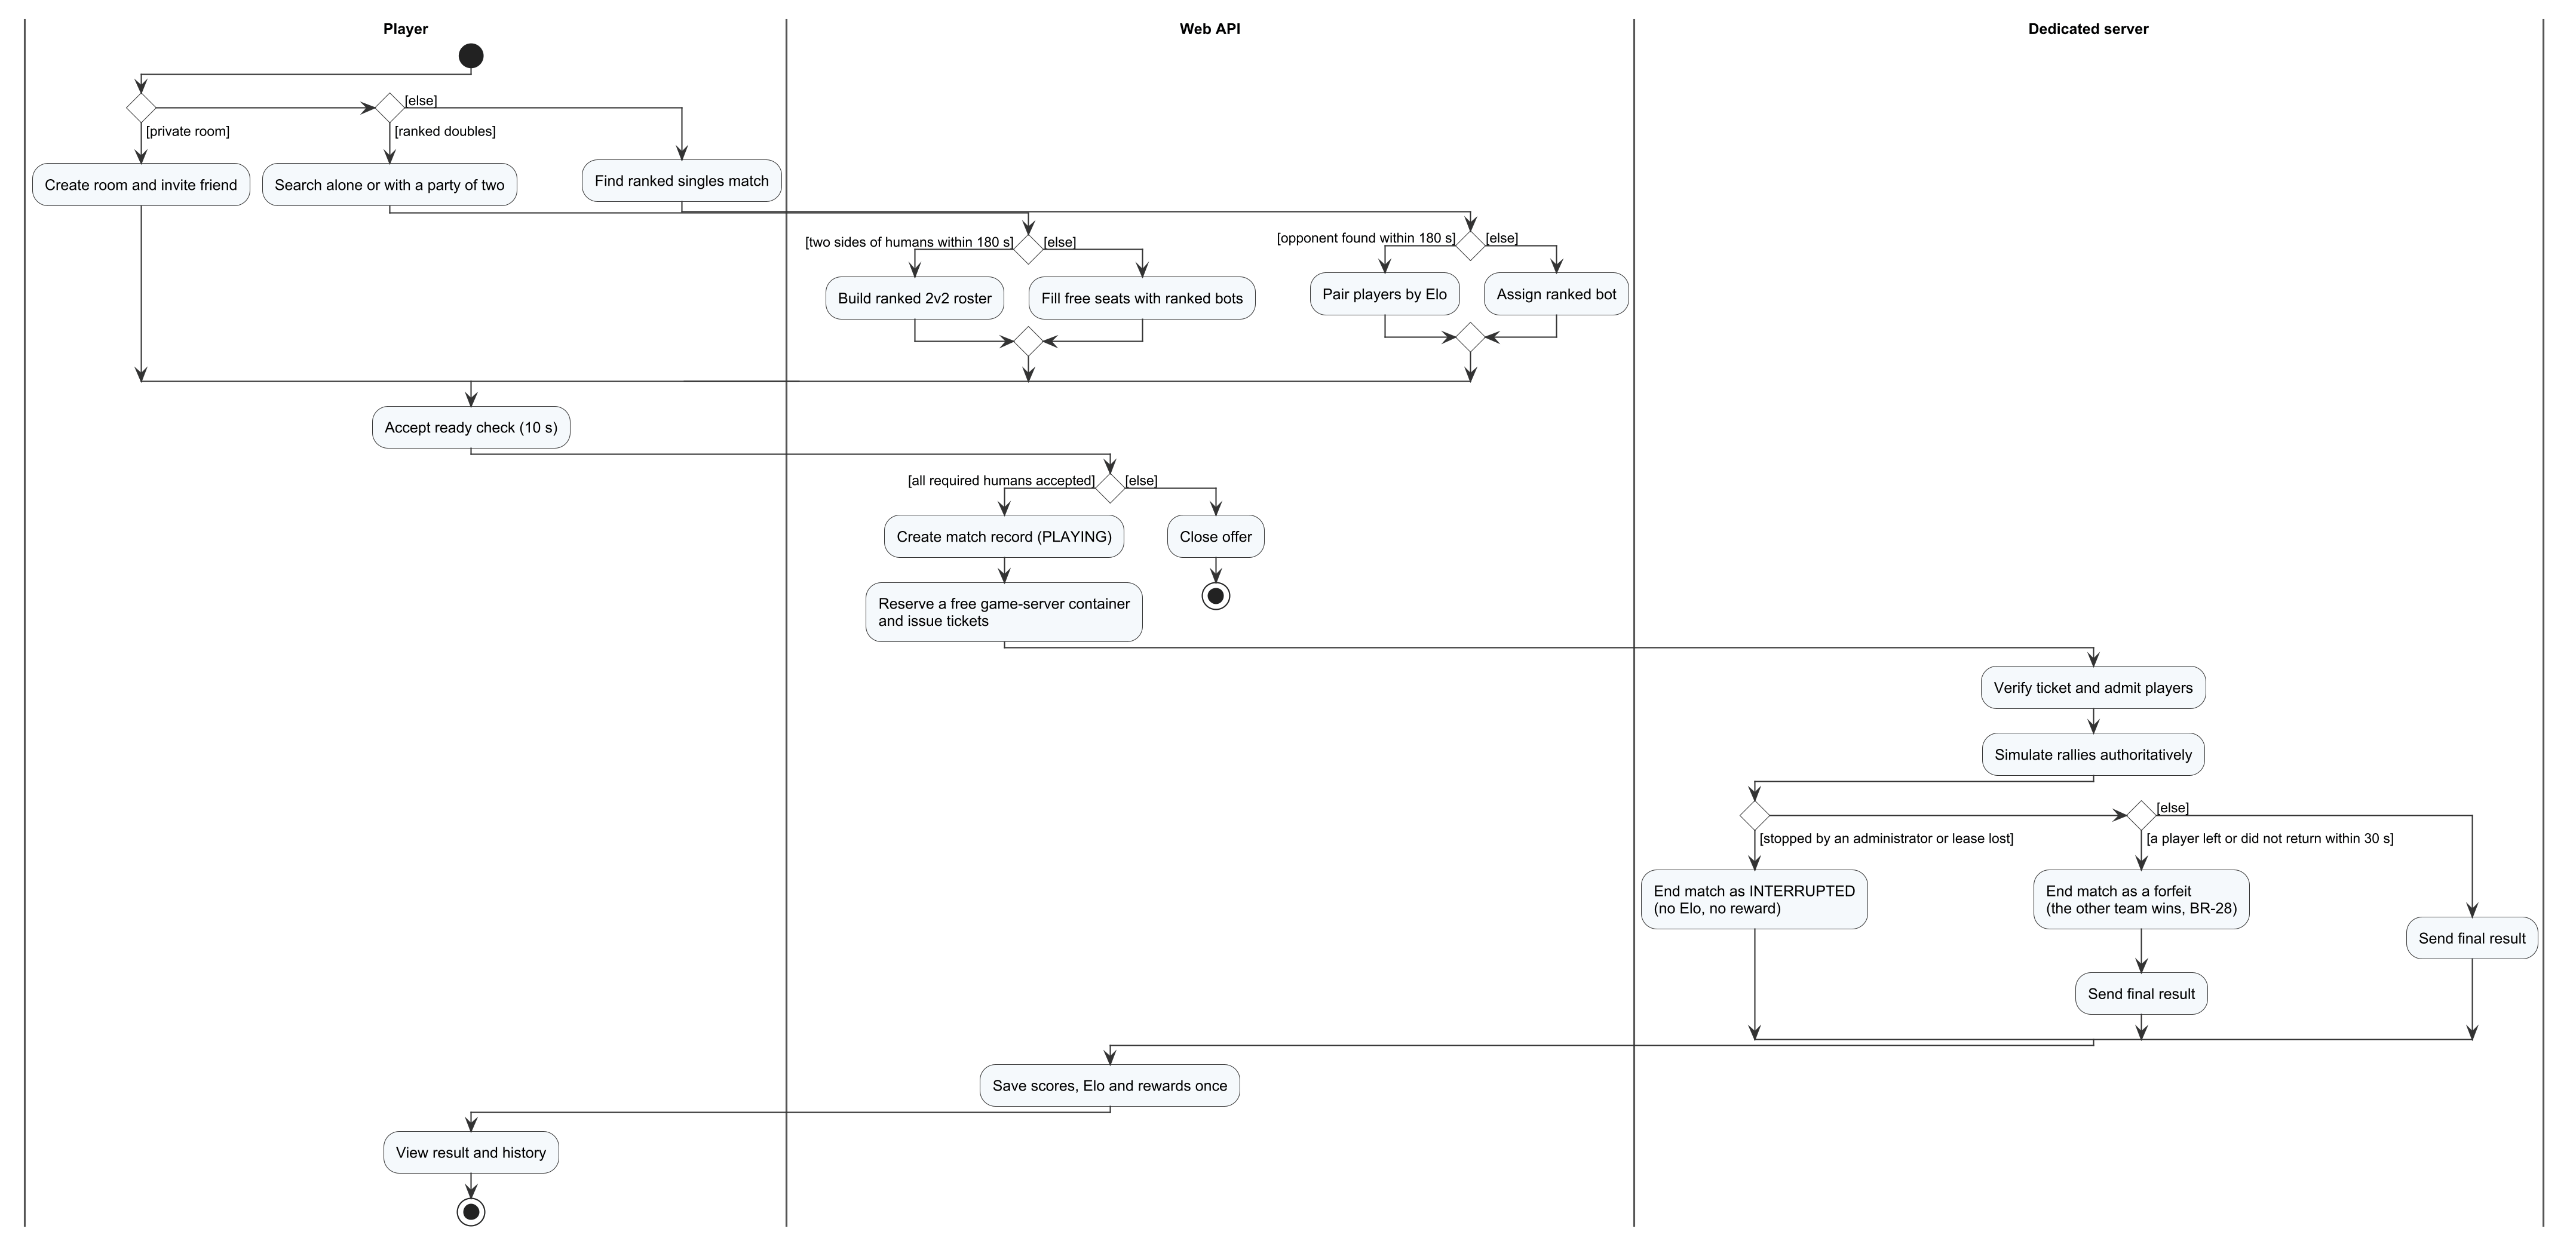 Player
Web API
Dedicated server
[else]
[private room]
[ranked doubles]
Create room and invite friend
Search alone or with a party of two
Find ranked singles match
[two sides of humans within 180 s]
[else]
[opponent found within 180 s]
[else]
Build ranked 2v2 roster
Fill free seats with ranked bots
Pair players by Elo
Assign ranked bot
Accept ready check (10 s)
[all required humans accepted]
[else]
Create match record (PLAYING)
Close offer
Reserve a free game-server container
and issue tickets
Verify ticket and admit players
Simulate rallies authoritatively
[else]
[stopped by an administrator or lease lost]
[a player left or did not return within 30 s]
End match as INTERRUPTED
(no Elo, no reward)
End match as a forfeit
(the other team wins, BR-28)
Send final result
Send final result
Save scores, Elo and rewards once
View result and history